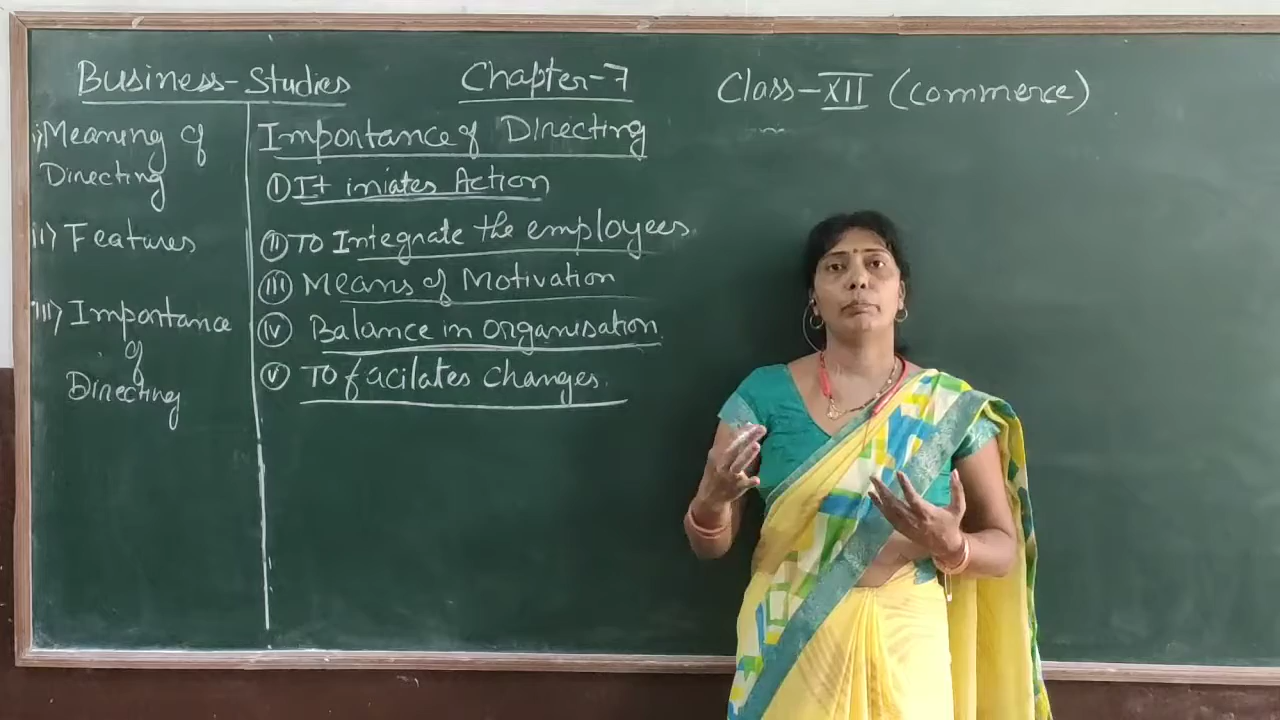 Business-Studies
Chapter-7
Class-XII (Commerce)
i) Meaning of
Directing
ii) Features
iii) Importance
of
Directing
Importance of Directing
(i) It iniates Action
(ii) To Integrate the employees
(iii) Means of Motivation
(iv) Balance in organisation.
(v) To facilates changes.